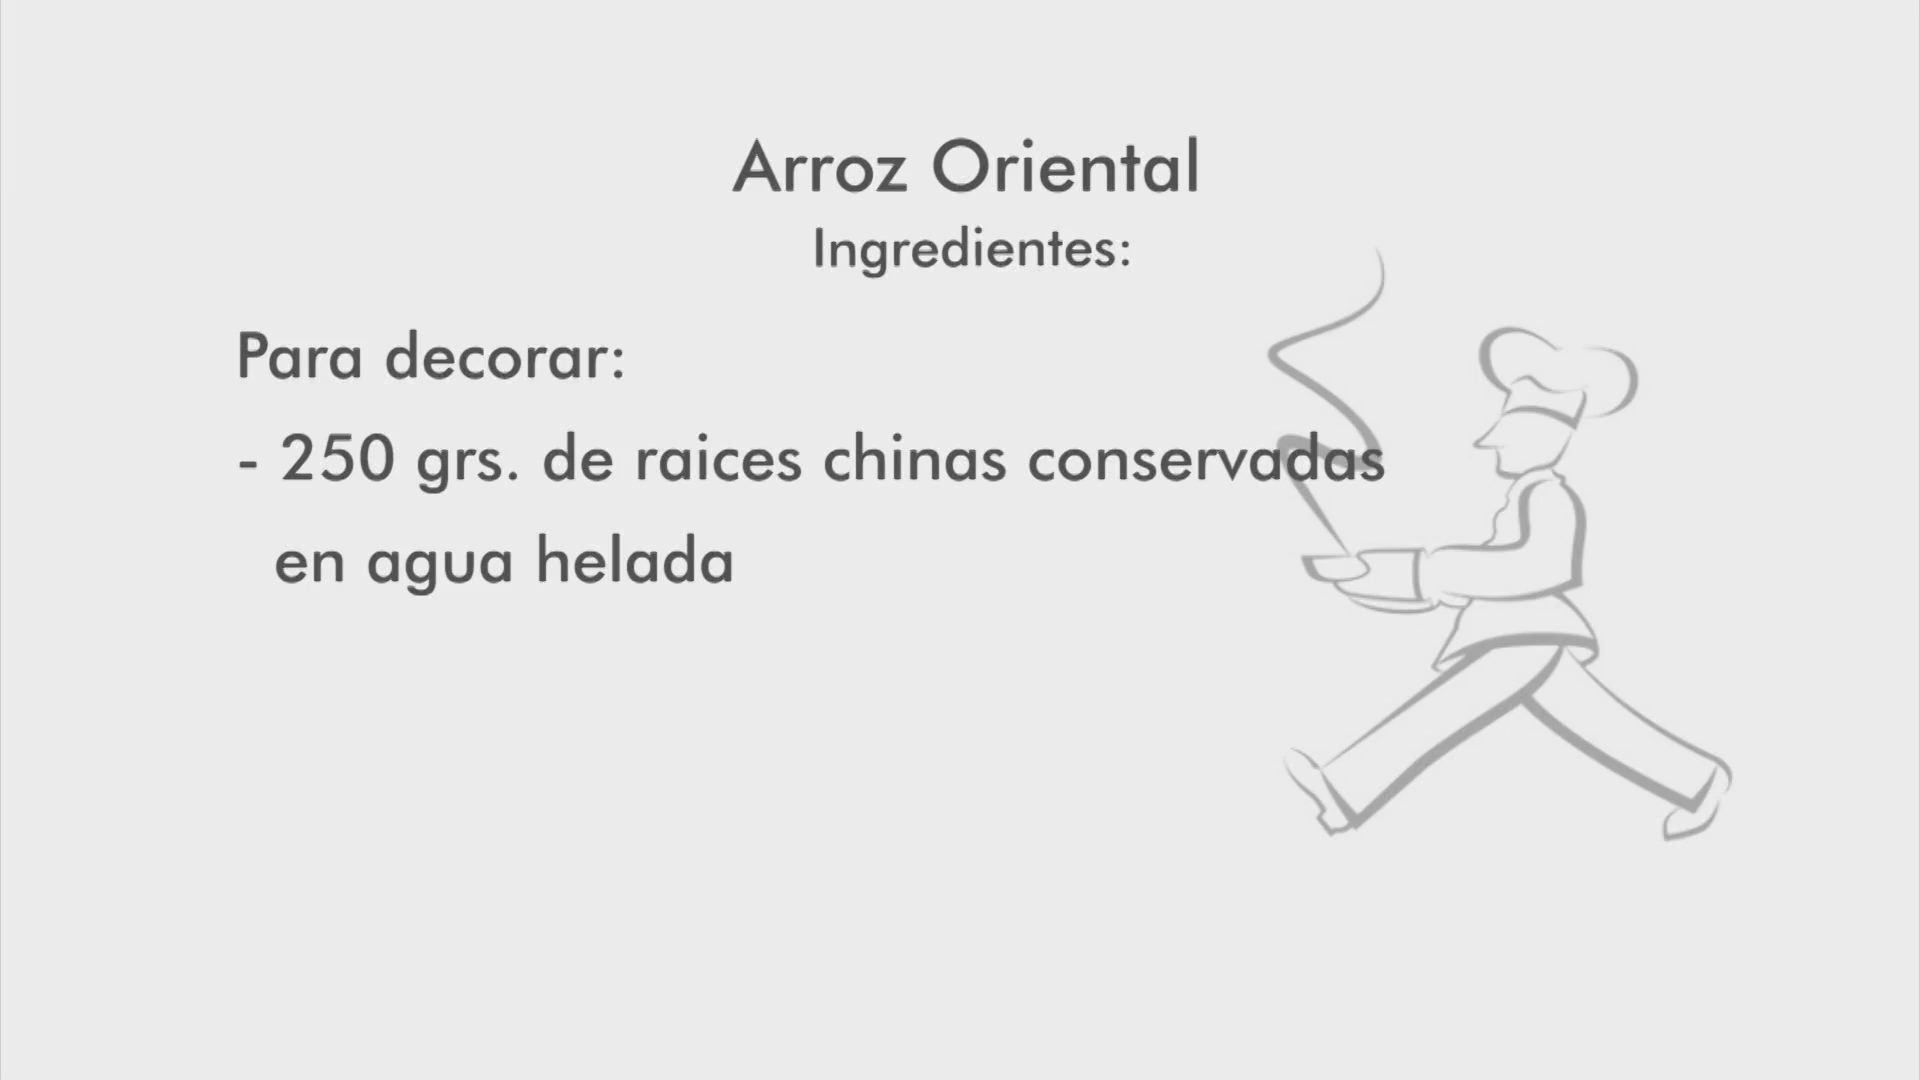 Arroz Oriental
Ingredientes:
Para decorar:
- 250 grs. de raices chinas conservadas
en agua helada